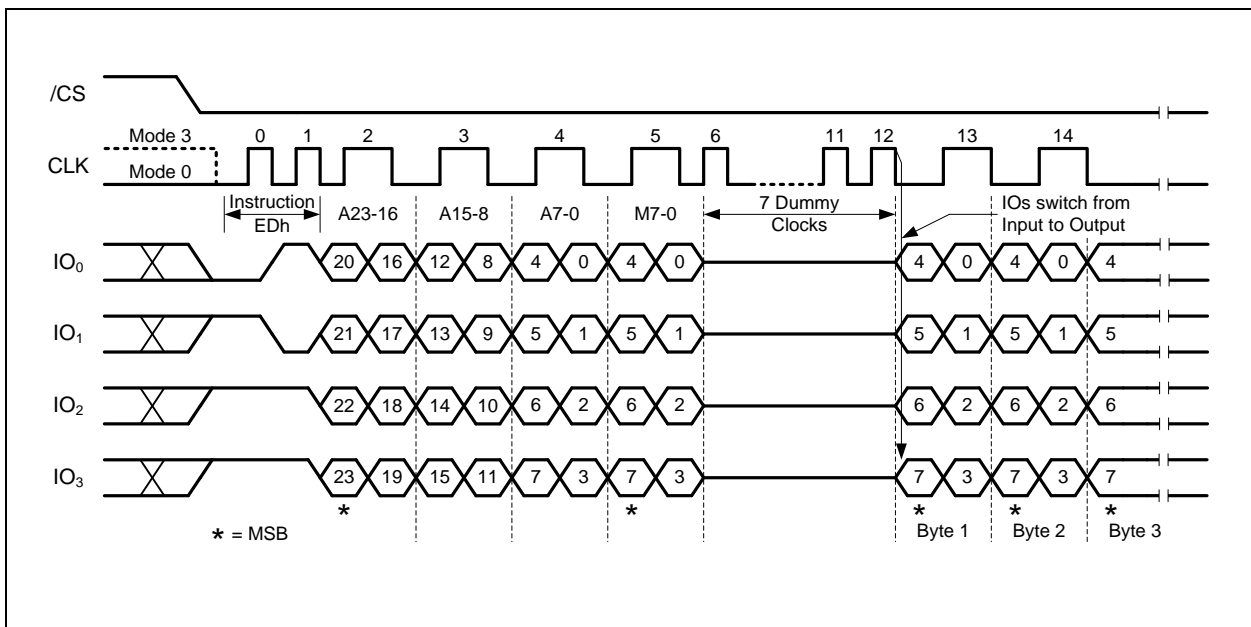 /CS
Mode 3 0 1 2 3 4 5 6 11 12 13 14
CLK
Mode 0
Instruction A23-16 A15-8 A7-0 M7-0 7 Dummy IOs switch from
EDh Clocks Input to Output
IO0 20 16 12 8 4 0 4 0 4 0 4 0 4
IO1 21 17 13 9 5 1 5 1 5 1 5 1 5
IO2 22 18 14 10 6 2 6 2 6 2 6 2 6
IO3 23 19 15 11 7 3 7 3 7 3 7 3 7
* * * * *
* = MSB Byte 1 Byte 2 Byte 3